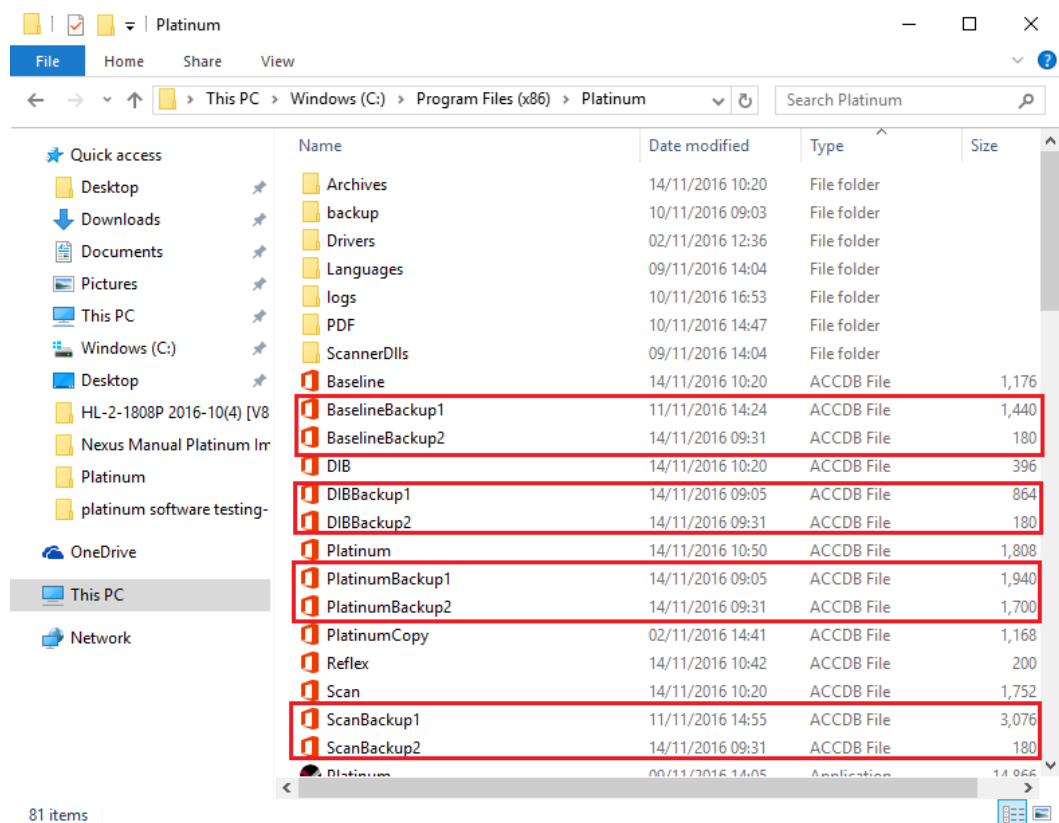 Platinum
File Home Share View
This PC > Windows (C:) > Program Files (x86) > Platinum Search Platinum
Name Date modified Type Size
Quick access
Desktop
Downloads
Documents
Pictures
This PC
Windows (C:)
Desktop
HL-2-1808P 2016-10(4) [V8
Nexus Manual Platinum Im
Platinum
platinum software testing-
OneDrive
This PC
Network
Archives 14/11/2016 10:20 File folder
backup 10/11/2016 09:03 File folder
Drivers 02/11/2016 12:36 File folder
Languages 09/11/2016 14:04 File folder
logs 10/11/2016 16:53 File folder
PDF 10/11/2016 14:47 File folder
ScannerDlls 09/11/2016 14:04 File folder
Baseline 14/11/2016 10:20 ACCDB File 1,176
BaselineBackup1 11/11/2016 14:24 ACCDB File 1,440
BaselineBackup2 14/11/2016 09:31 ACCDB File 180
DIB 14/11/2016 10:20 ACCDB File 396
DIBBackup1 14/11/2016 09:05 ACCDB File 864
DIBBackup2 14/11/2016 09:31 ACCDB File 180
Platinum 14/11/2016 10:50 ACCDB File 1,808
PlatinumBackup1 14/11/2016 09:05 ACCDB File 1,940
PlatinumBackup2 14/11/2016 09:31 ACCDB File 1,700
PlatinumCopy 02/11/2016 14:41 ACCDB File 1,168
Reflex 14/11/2016 10:42 ACCDB File 200
Scan 14/11/2016 10:20 ACCDB File 1,752
ScanBackup1 11/11/2016 14:55 ACCDB File 3,076
ScanBackup2 14/11/2016 09:31 ACCDB File 180
Platinum 09/11/2016 14:05 Application 14,866
81 items